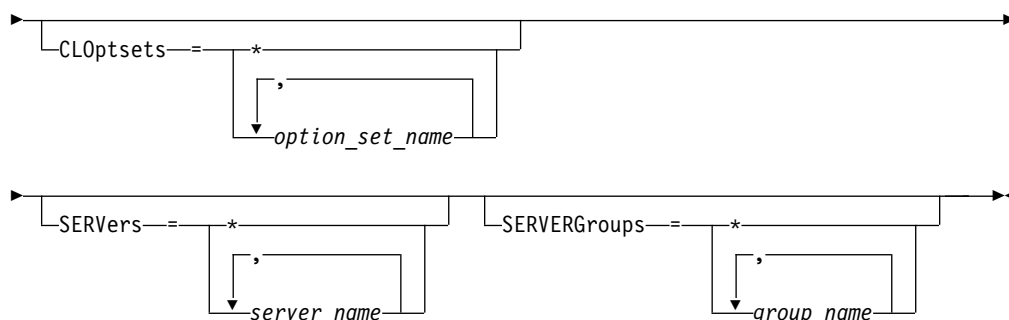 CLOptsets = *
,
option_set_name
SERVers = * SERVERGroups = *
, ,
server_name group_name